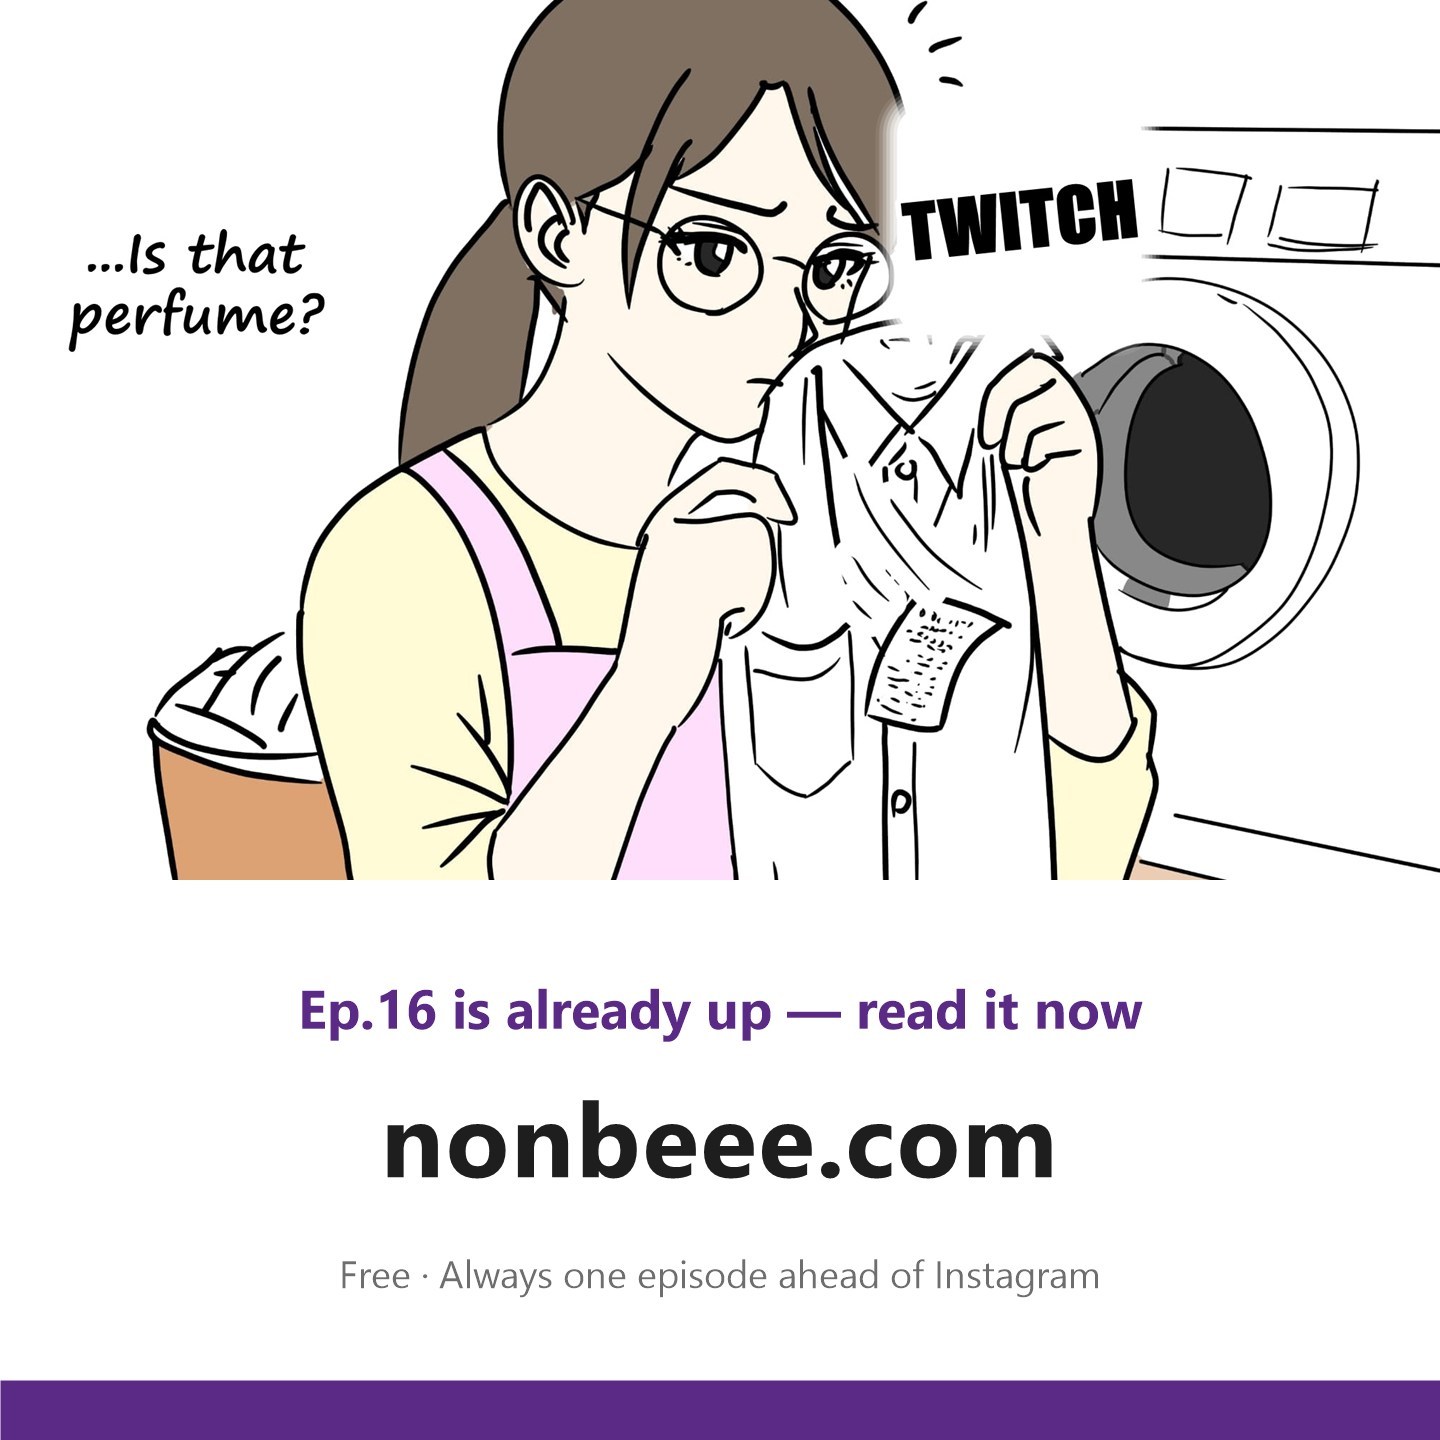 ...Is that
perfume?
TWITCH
Ep.16 is already up — read it now
nonbeee.com
Free · Always one episode ahead of Instagram